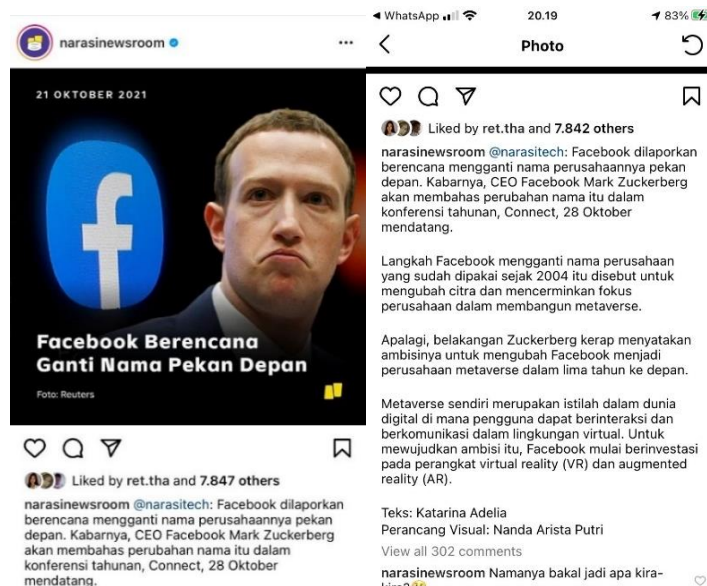 narasinewsroom
21 OKTOBER 2021
Facebook Berencana
Ganti Nama Pekan Depan
Foto: Reuters
Liked by ret.tha and 7.847 others
narasinewsroom @narasitech: Facebook dilaporkan
berencana mengganti nama perusahaannya pekan
depan. Kabarnya, CEO Facebook Mark Zuckerberg
akan membahas perubahan nama itu dalam
konferensi tahunan, Connect, 28 Oktober
mendatang.
WhatsApp 20.19 83%
Photo
Liked by ret.tha and 7.842 others
narasinewsroom @narasitech: Facebook dilaporkan
berencana mengganti nama perusahaannya pekan
depan. Kabarnya, CEO Facebook Mark Zuckerberg
akan membahas perubahan nama itu dalam
konferensi tahunan, Connect, 28 Oktober
mendatang.
Langkah Facebook mengganti nama perusahaan
yang sudah dipakai sejak 2004 itu disebut untuk
mengubah citra dan mencerminkan fokus
perusahaan dalam membangun metaverse.
Apalagi, belakangan Zuckerberg kerap menyatakan
ambisinya untuk mengubah Facebook menjadi
perusahaan metaverse dalam lima tahun ke depan.
Metaverse sendiri merupakan istilah dalam dunia
digital di mana pengguna dapat berinteraksi dan
berkomunikasi dalam lingkungan virtual. Untuk
mewujudkan ambisi itu, Facebook mulai berinvestasi
pada perangkat virtual reality (VR) dan augmented
reality (AR).
Teks: Katarina Adelia
Perancang Visual: Nanda Arista Putri
View all 302 comments
narasinewsroom Namanya bakal jadi apa kira-
kira?